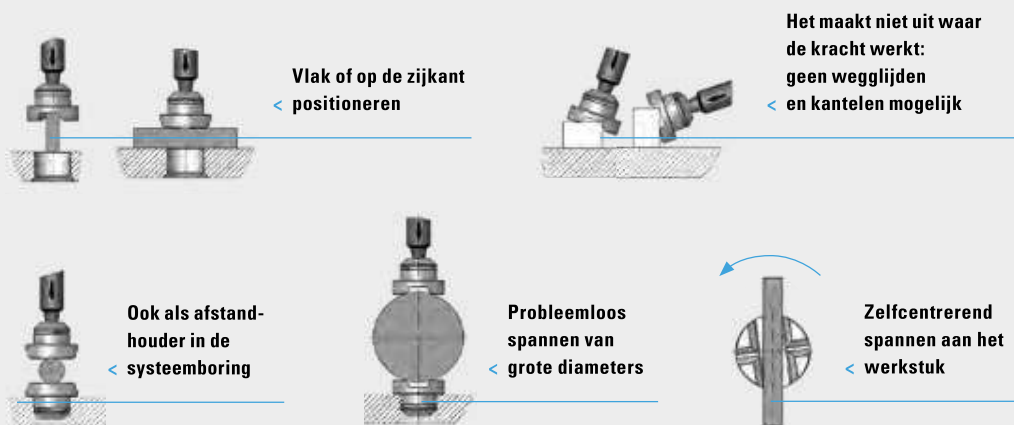 Vlak of op de zijkant
< positioneren
Het maakt niet uit waar
de kracht werkt:
geen wegglijden
< en kantelen mogelijk
Ook als afstand-
houder in de
< systeemboring
Probleemloos
spannen van
< grote diameters
Zelfcentrerend
spannen aan het
< werkstuk